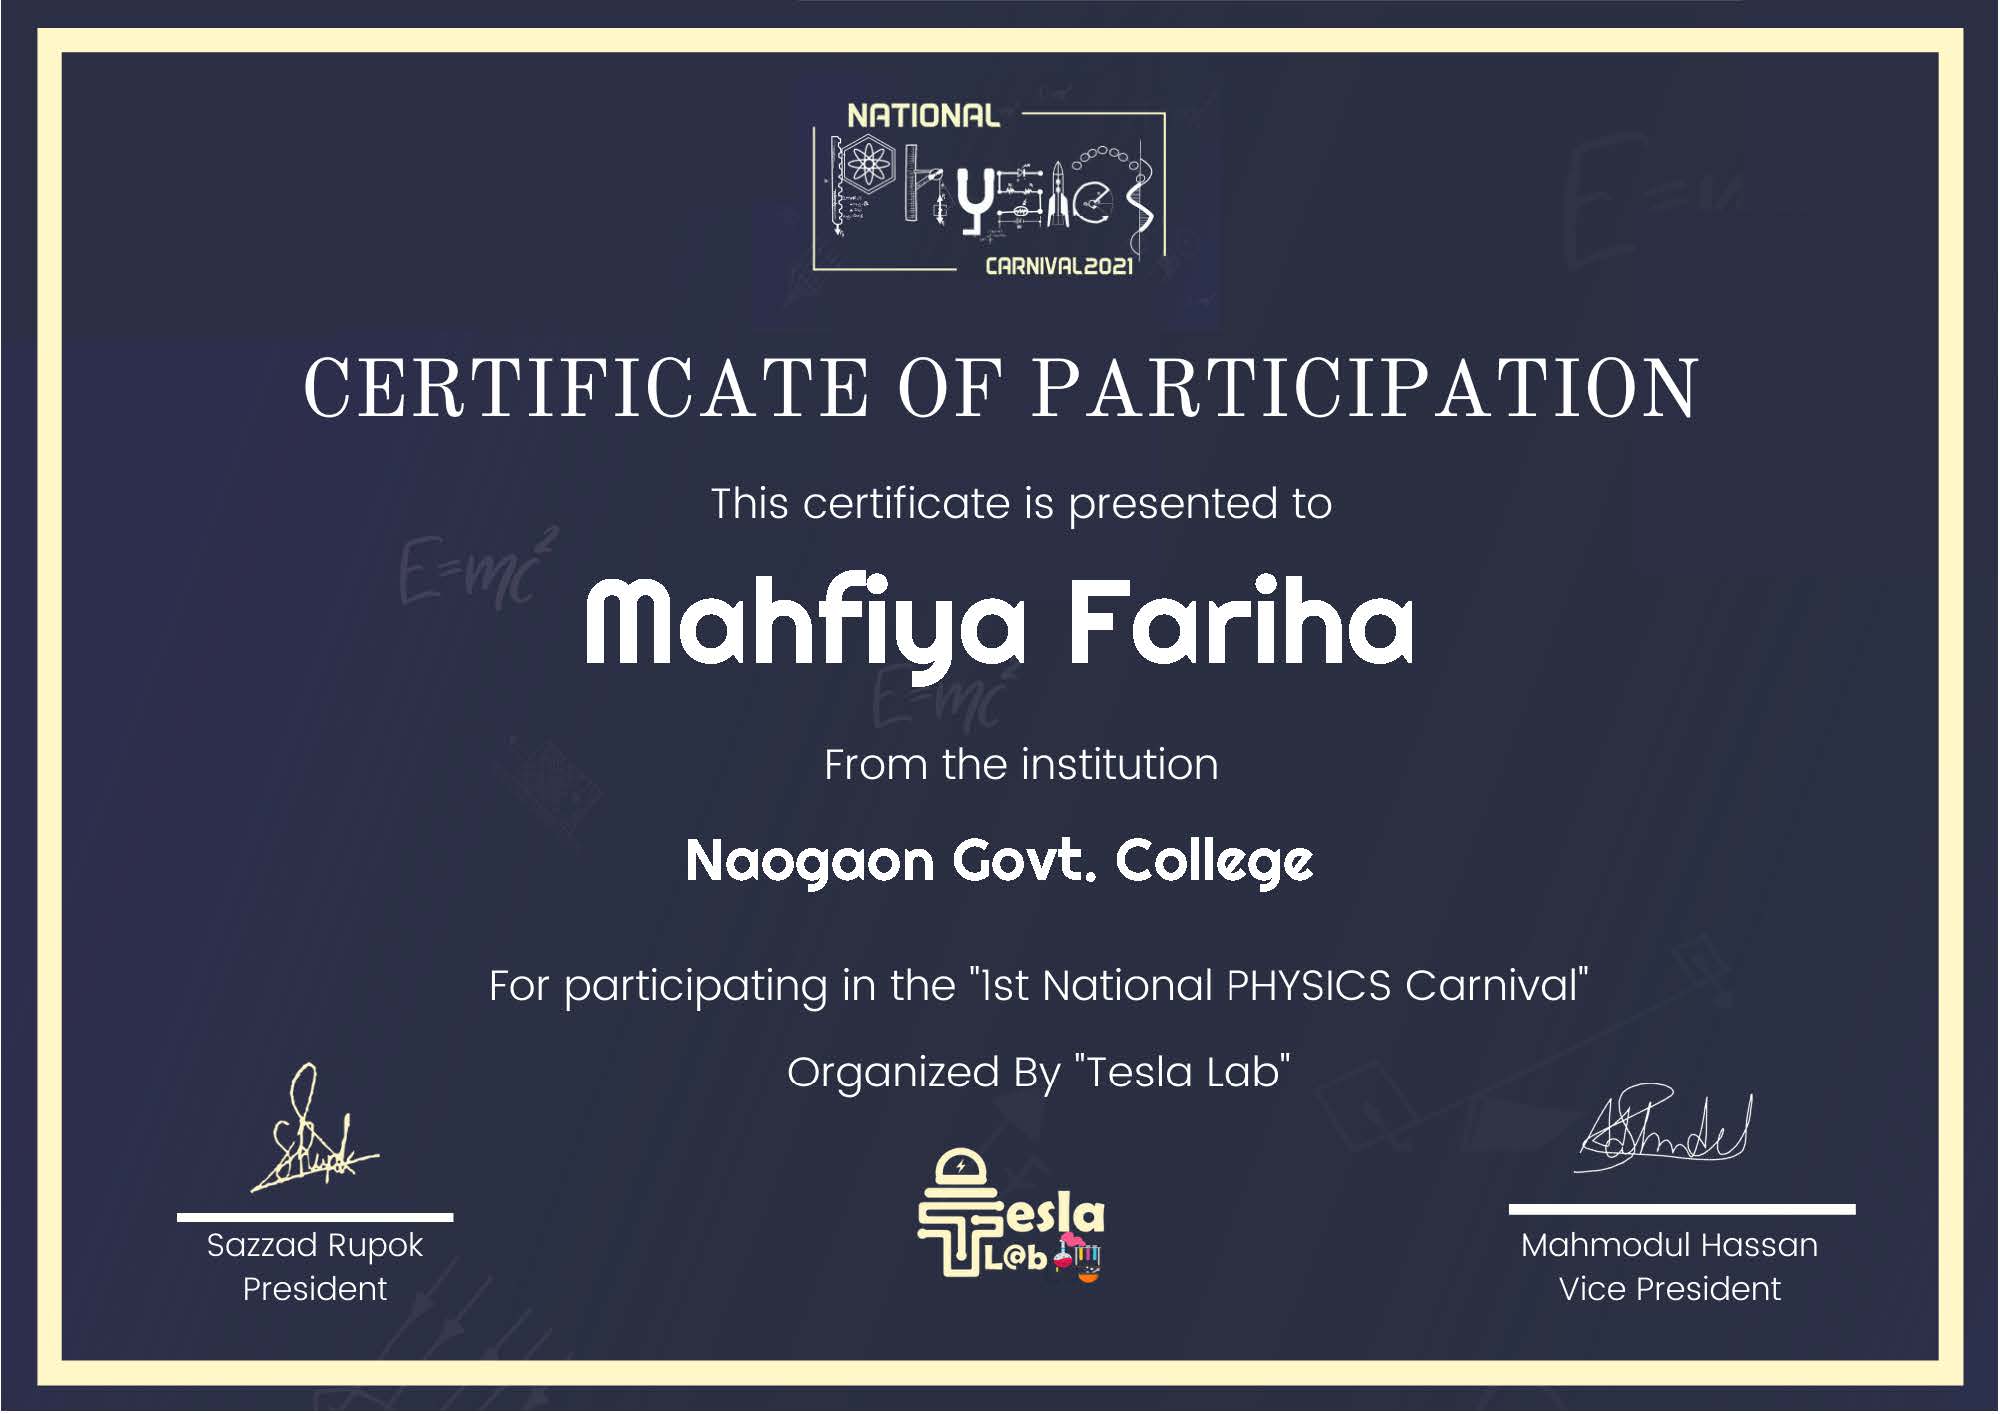 NATIONAL
Physics
CARNIVAL2021
CERTIFICATE OF PARTICIPATION
This certificate is presented to
E=mc²
Mahfiya Fariha
E=mc²
From the institution
Naogaon Govt. College
For participating in the "1st National PHYSICS Carnival"
Organized By "Tesla Lab"
Tesla
L@b
Sazzad Rupok
President
Mahmodul Hassan
Vice President